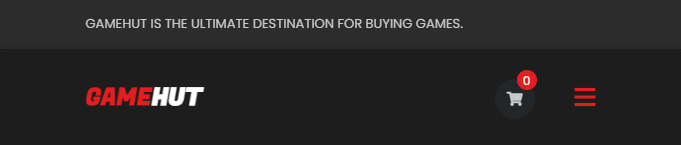 GAMEHUT IS THE ULTIMATE DESTINATION FOR BUYING GAMES.
GAMEHUT
0